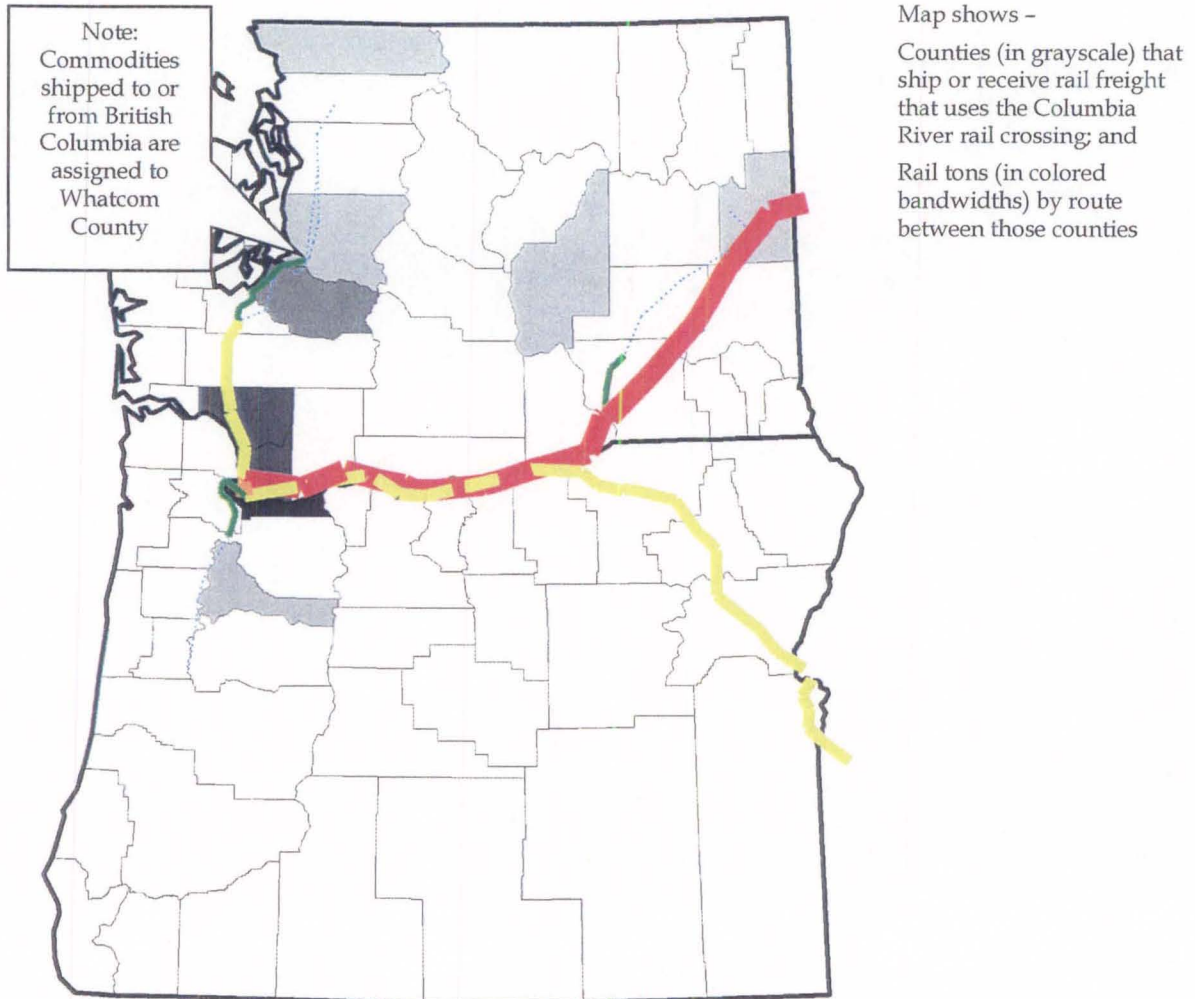 Note:
Commodities
shipped to or
from British
Columbia are
assigned to
Whatcom
County
Map shows –
Counties (in grayscale) that
ship or receive rail freight
that uses the Columbia
River rail crossing; and
Rail tons (in colored
bandwidths) by route
between those counties